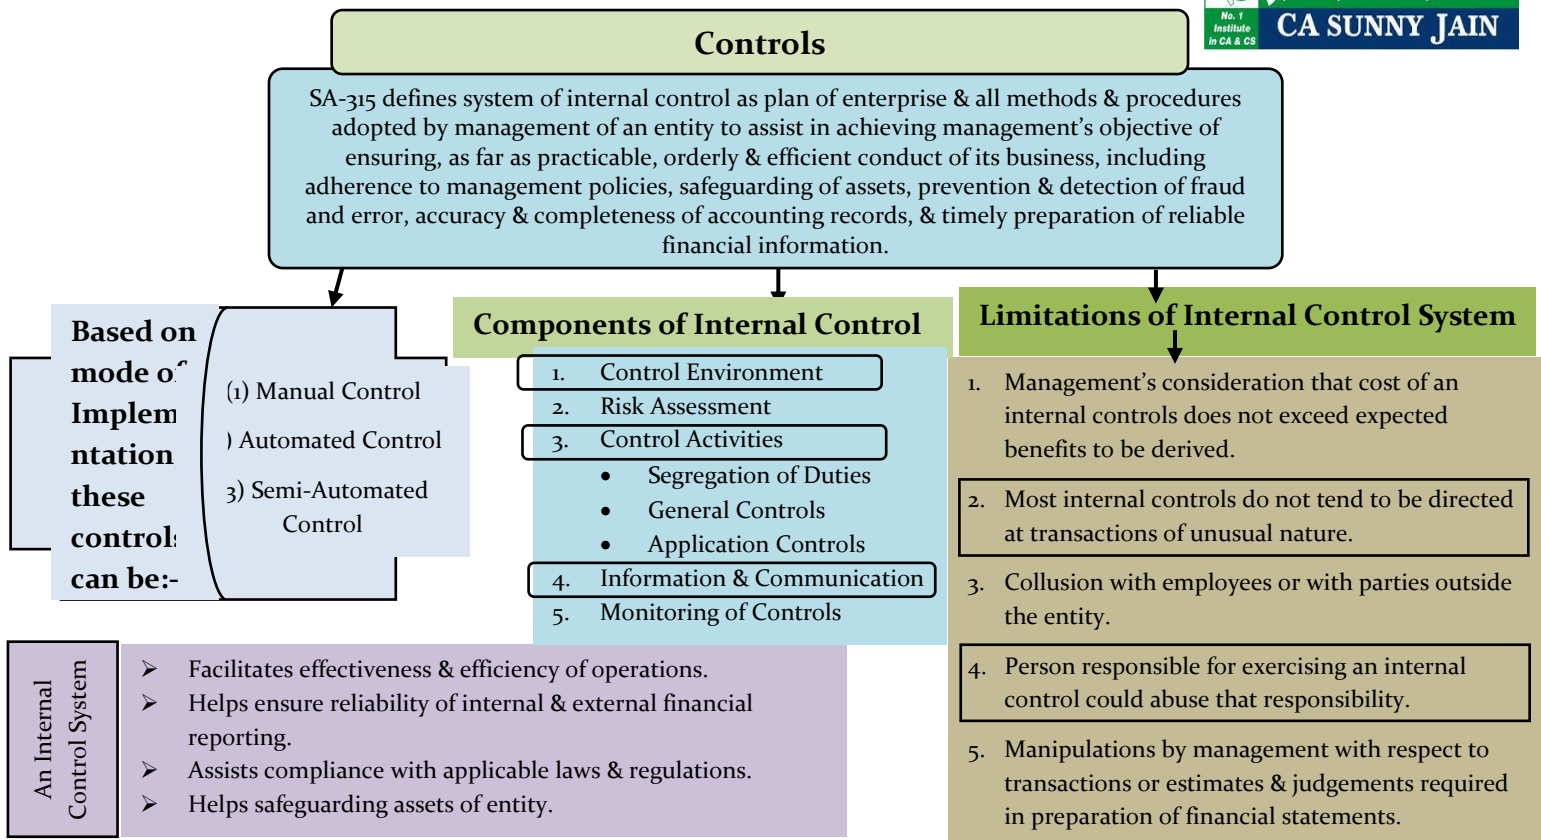 No. 1
Institute
in CA & CS
CA SUNNY JAIN
Controls
SA-315 defines system of internal control as plan of enterprise & all methods & procedures
adopted by management of an entity to assist in achieving management's objective of
ensuring, as far as practicable, orderly & efficient conduct of its business, including
adherence to management policies, safeguarding of assets, prevention & detection of fraud
and error, accuracy & completeness of accounting records, & timely preparation of reliable
financial information.
Based on
mode of
Implem
ntation
these
controls
can be:-
(1) Manual Control
) Automated Control
3) Semi-Automated
Control
Components of Internal Control
1. Control Environment
2. Risk Assessment
3. Control Activities
• Segregation of Duties
• General Controls
• Application Controls
4. Information & Communication
5. Monitoring of Controls
Limitations of Internal Control System
1. Management's consideration that cost of an
internal controls does not exceed expected
benefits to be derived.
2. Most internal controls do not tend to be directed
at transactions of unusual nature.
3. Collusion with employees or with parties outside
the entity.
4. Person responsible for exercising an internal
control could abuse that responsibility.
5. Manipulations by management with respect to
transactions or estimates & judgements required
in preparation of financial statements.
An Internal
Control System
➢ Facilitates effectiveness & efficiency of operations.
➢ Helps ensure reliability of internal & external financial
reporting.
➢ Assists compliance with applicable laws & regulations.
➢ Helps safeguarding assets of entity.